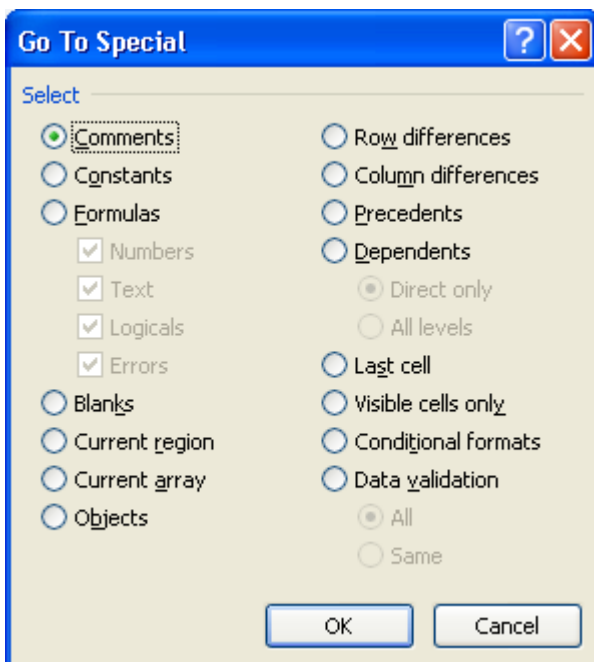 Go To Special
?
Select
Comments
Constants
Formulas
Numbers
Text
Logicals
Errors
Blanks
Current region
Current array
Objects
Row differences
Column differences
Precedents
Dependents
Direct only
All levels
Last cell
Visible cells only
Conditional formats
Data validation
All
Same
OK
Cancel